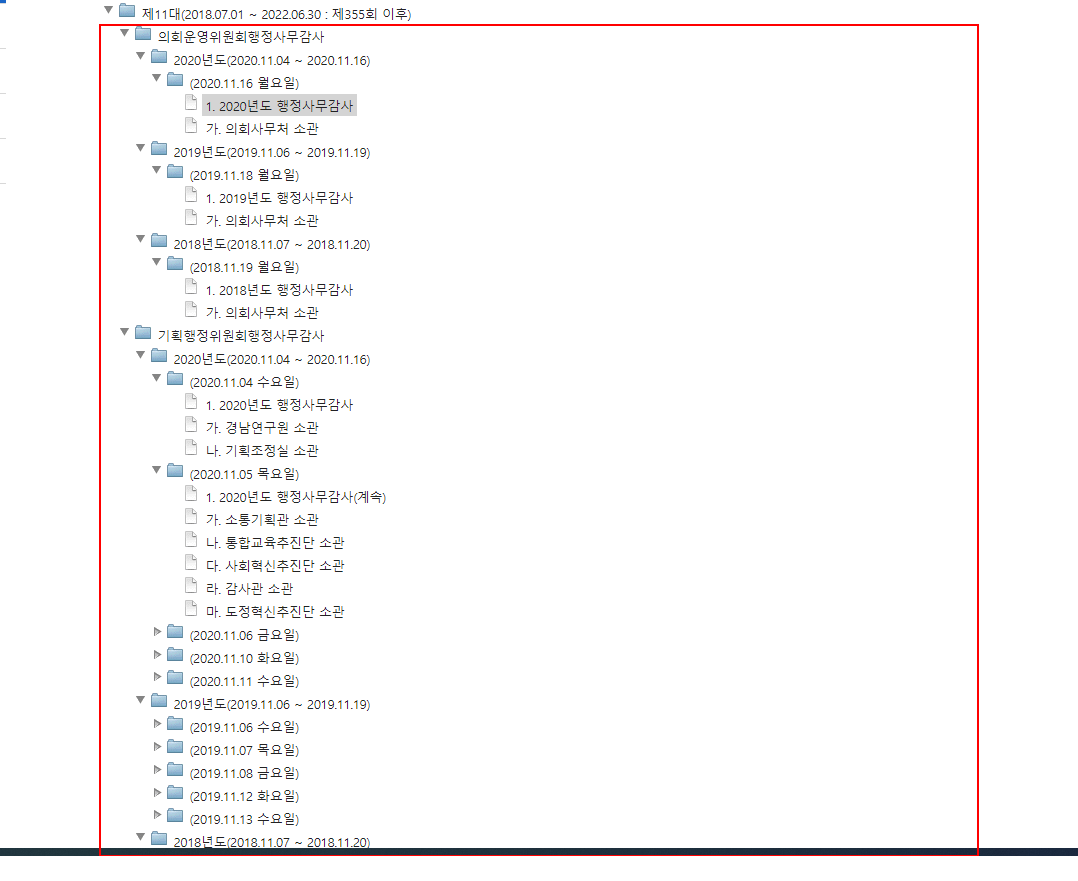 제11대(2018.07.01 ~ 2022.06.30 : 제355회 이후)
의회운영위원회행정사무감사
2020년도(2020.11.04 ~ 2020.11.16)
(2020.11.16 월요일)
1. 2020년도 행정사무감사
가. 의회사무처 소관
2019년도(2019.11.06 ~ 2019.11.19)
(2019.11.18 월요일)
1. 2019년도 행정사무감사
가. 의회사무처 소관
2018년도(2018.11.07 ~ 2018.11.20)
(2018.11.19 월요일)
1. 2018년도 행정사무감사
가. 의회사무처 소관
기획행정위원회행정사무감사
2020년도(2020.11.04 ~ 2020.11.16)
(2020.11.04 수요일)
1. 2020년도 행정사무감사
가. 경남연구원 소관
나. 기획조정실 소관
(2020.11.05 목요일)
1. 2020년도 행정사무감사(계속)
가. 소통기획관 소관
나. 통합교육추진단 소관
다. 사회혁신추진단 소관
라. 감사관 소관
마. 도정혁신추진단 소관
(2020.11.06 금요일)
(2020.11.10 화요일)
(2020.11.11 수요일)
2019년도(2019.11.06 ~ 2019.11.19)
(2019.11.06 수요일)
(2019.11.07 목요일)
(2019.11.08 금요일)
(2019.11.12 화요일)
(2019.11.13 수요일)
2018년도(2018.11.07 ~ 2018.11.20)